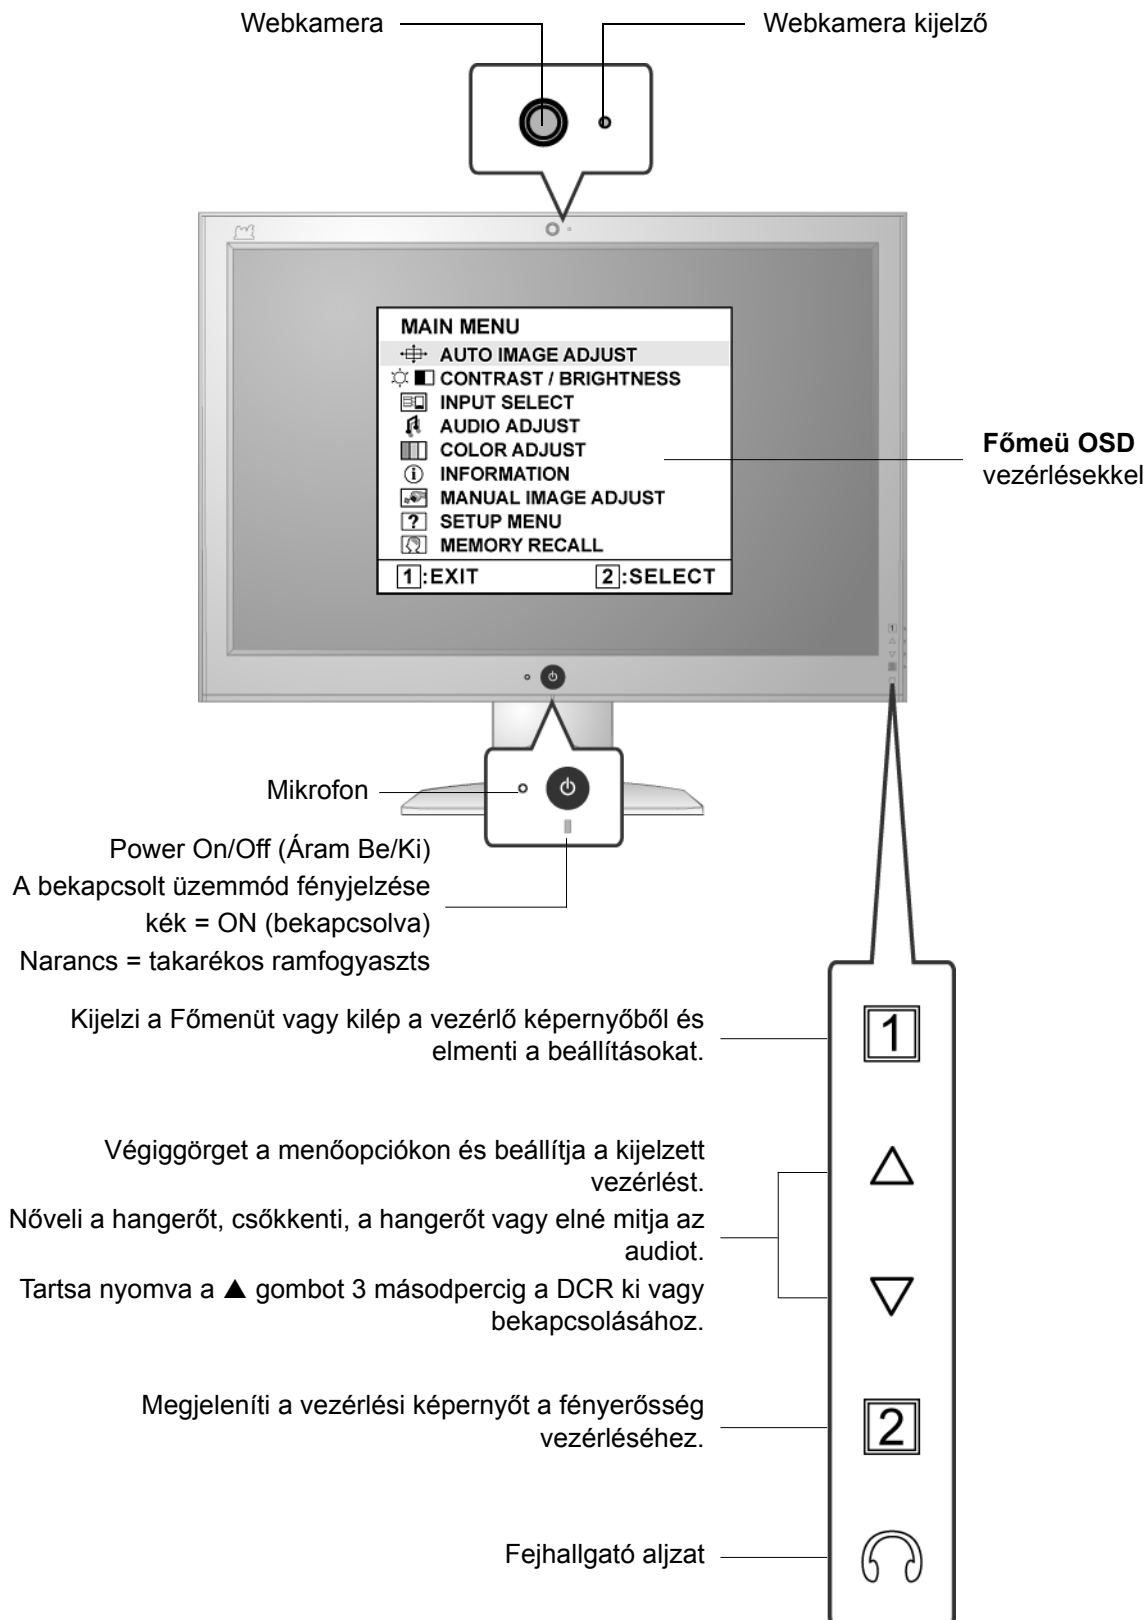 Webkamera
Webkamera kijelző
MAIN MENU
AUTO IMAGE ADJUST
CONTRAST / BRIGHTNESS
INPUT SELECT
AUDIO ADJUST
COLOR ADJUST
INFORMATION
MANUAL IMAGE ADJUST
SETUP MENU
MEMORY RECALL
1:EXIT 2:SELECT
Főmeü OSD
vezérlésekkel
1
Mikrofon
Power On/Off (Áram Be/Ki)
A bekapcsolt üzemmód fényjelzése
kék = ON (bekapcsolva)
Narancs = takarékos ramfogyaszts
Kijelzi a Főmenüt vagy kilép a vezérlő képernyőből és
elmenti a beállításokat.
1
Végiggörget a menőopciókon és beállítja a kijelzett
vezérlést.
Nőveli a hangerőt, csőkkenti, a hangerőt vagy elné mitja az
audiot.
Tartsa nyomva a ▲ gombot 3 másodpercig a DCR ki vagy
bekapcsolásához.
Megjeleníti a vezérlési képernyőt a fényerősség
vezérléséhez.
2
Fejhallgató aljzat